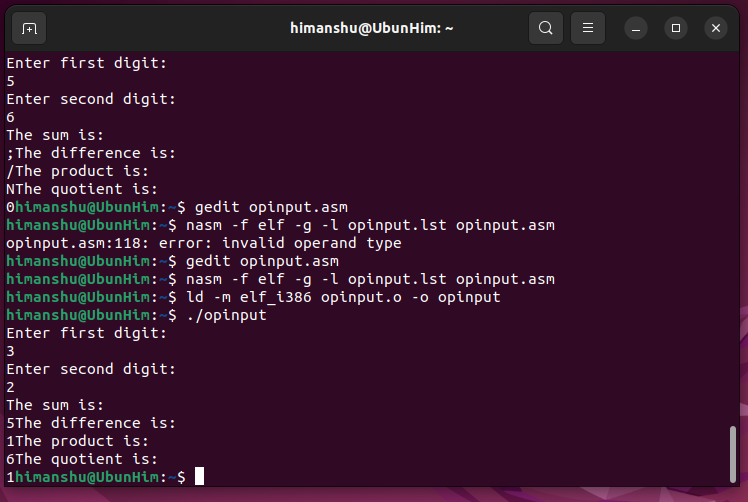 himanshu@UbunHim: ~
Enter first digit:
5
Enter second digit:
6
The sum is:
;The difference is:
/The product is:
NThe quotient is:
0himanshu@UbunHim:~$ gedit opinput.asm
himanshu@UbunHim:~$ nasm -f elf -g -l opinput.lst opinput.asm
opinput.asm:118: error: invalid operand type
himanshu@UbunHim:~$ gedit opinput.asm
himanshu@UbunHim:~$ nasm -f elf -g -l opinput.lst opinput.asm
himanshu@UbunHim:~$ ld -m elf_i386 opinput.o -o opinput
himanshu@UbunHim:~$ ./opinput
Enter first digit:
3
Enter second digit:
2
The sum is:
5The difference is:
1The product is:
6The quotient is:
1himanshu@UbunHim:~$